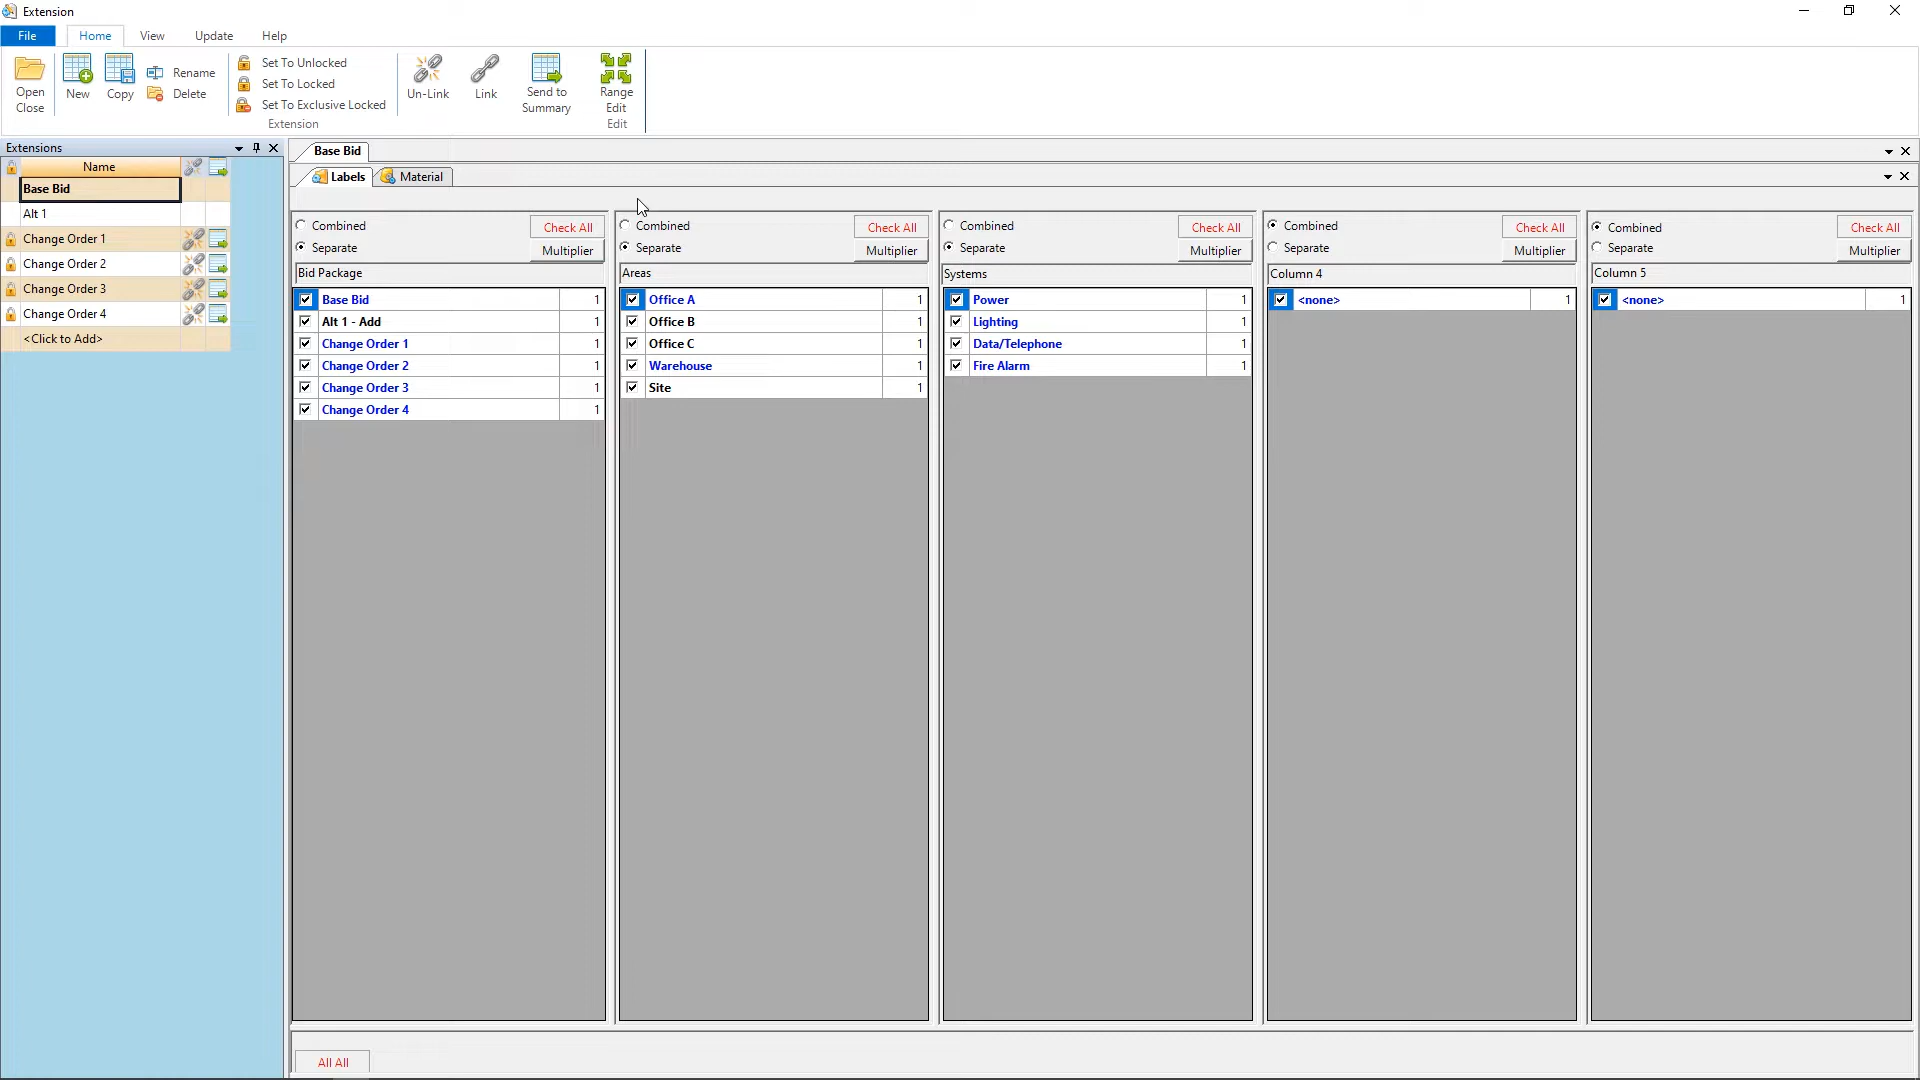 Extension
File Home View Update Help
Open Close
New
Copy
Rename
Delete
Set To Unlocked
Set To Locked
Set To Exclusive Locked
Extension
Un-Link
Link
Send to Summary
Range Edit
Edit
Extensions
Name
Base Bid
Alt 1
Change Order 1
Change Order 2
Change Order 3
Change Order 4
<Click to Add>
Base Bid
Labels Material
Combined Check All
Separate Multiplier
Bid Package
Base Bid 1
Alt 1 - Add 1
Change Order 1 1
Change Order 2 1
Change Order 3 1
Change Order 4 1
Combined Check All
Separate Multiplier
Areas
Office A 1
Office B 1
Office C 1
Warehouse 1
Site 1
Combined Check All
Separate Multiplier
Systems
Power 1
Lighting 1
Data/Telephone 1
Fire Alarm 1
Combined Check All
Separate Multiplier
Column 4
<none> 1
Combined Check All
Separate Multiplier
Column 5
<none> 1
All All